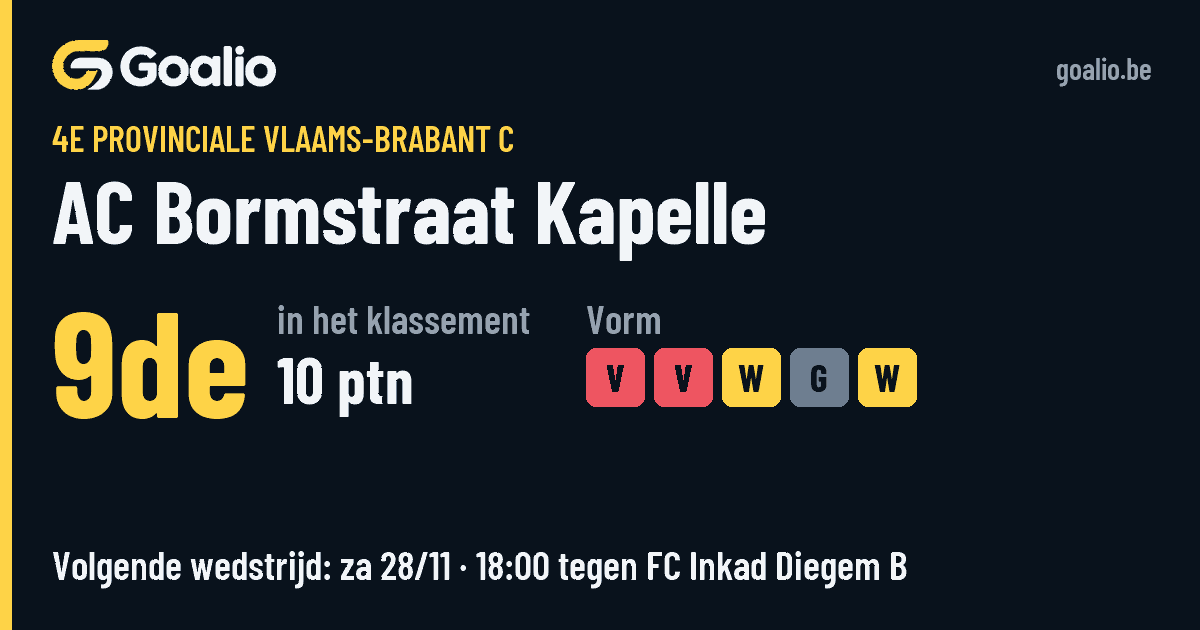 Goalio
goalio.be
4E PROVINCIALE VLAAMS-BRABANT C
AC Bormstraat Kapelle
9de
in het klassement
10 ptn
Vorm
V V W G W
Volgende wedstrijd: za 28/11 · 18:00 tegen FC Inkad Diegem B